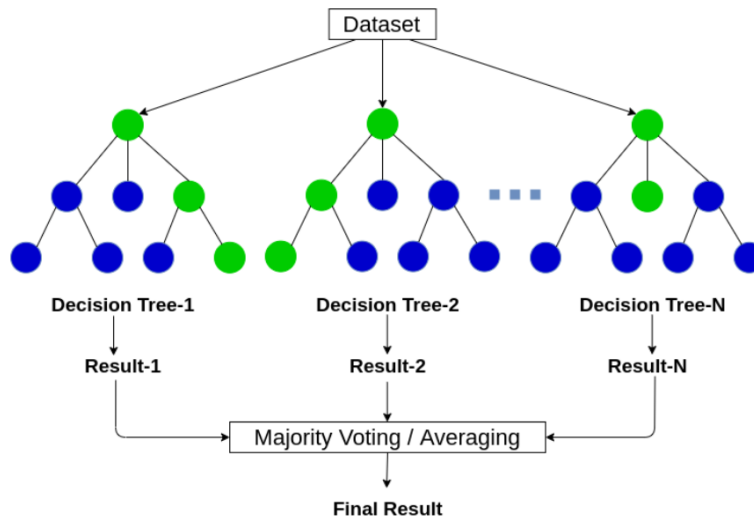 Dataset
Decision Tree-1
Decision Tree-2
Decision Tree-N
Result-1
Result-2
Result-N
Majority Voting / Averaging
Final Result